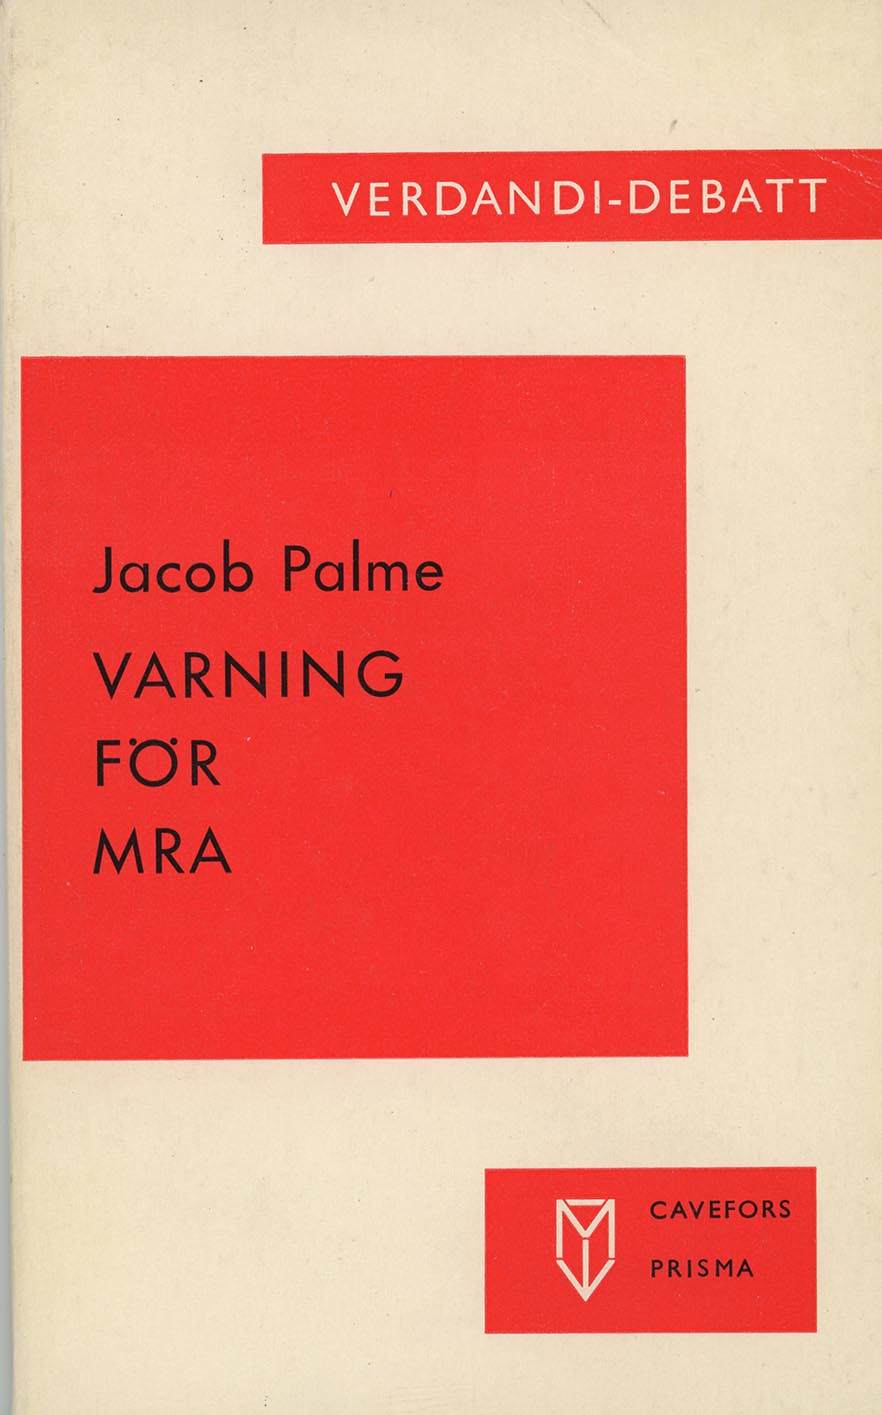 VERDANDI-DEBATT
Jacob Palme
VARNING
FÖR
MRA
CAVEFORS
PRISMA